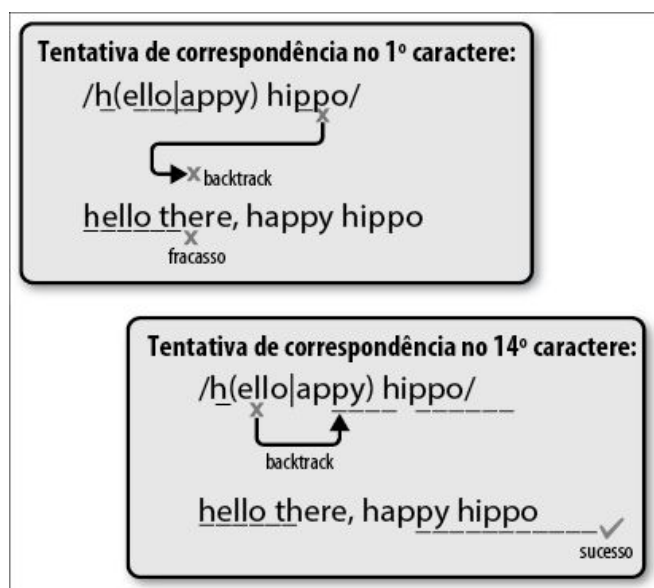 Tentativa de correspondência no 1º caractere:
/h(ello|appy) hippo/
x
x backtrack
hello there, happy hippo
x
fracasso
Tentativa de correspondência no 14º caractere:
/h(ello|appy) hippo/
x
backtrack
hello there, happy hippo
sucesso